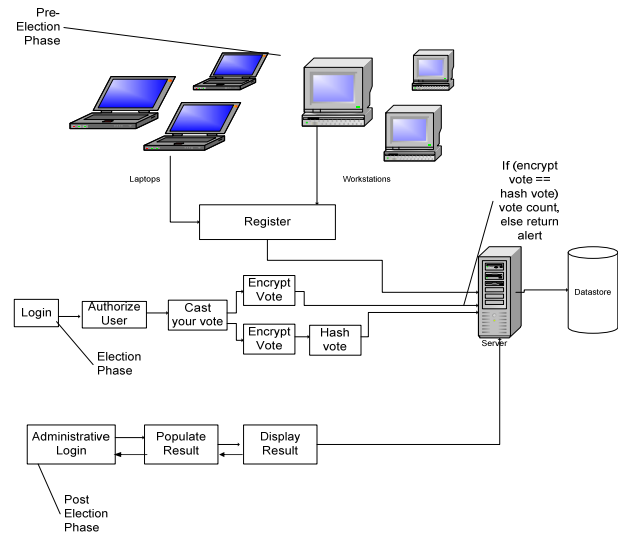 Pre-
Election
Phase
Laptops
Workstations
If (encrypt
vote ==
hash vote)
vote count,
else return
alert
Register
Encrypt
Vote
Datastore
Login
Authorize
User
Cast
your vote
Encrypt
Vote
Hash
vote
Server
Election
Phase
Administrative
Login
Populate
Result
Display
Result
Post
Election
Phase